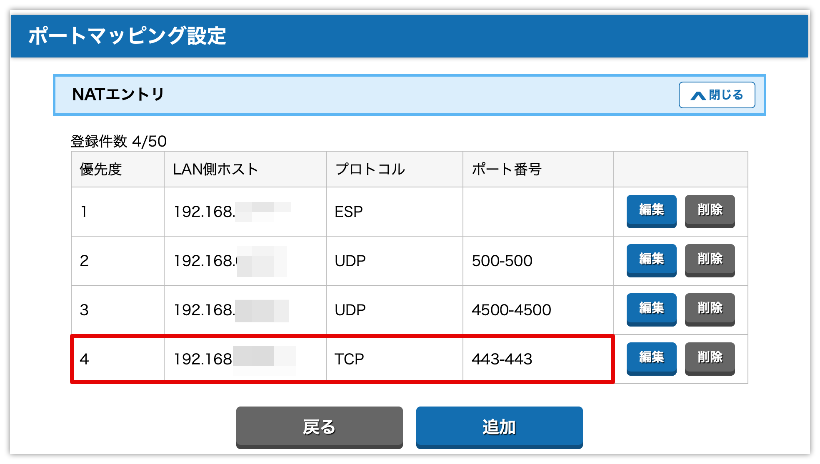 ポートマッピング設定
NATエントリ 閉じる
登録件数 4/50
優先度 LAN側ホスト プロトコル ポート番号
1 192.168. ESP 編集 削除
2 192.168. UDP 500-500 編集 削除
3 192.168. UDP 4500-4500 編集 削除
4 192.168 TCP 443-443 編集 削除
戻る 追加